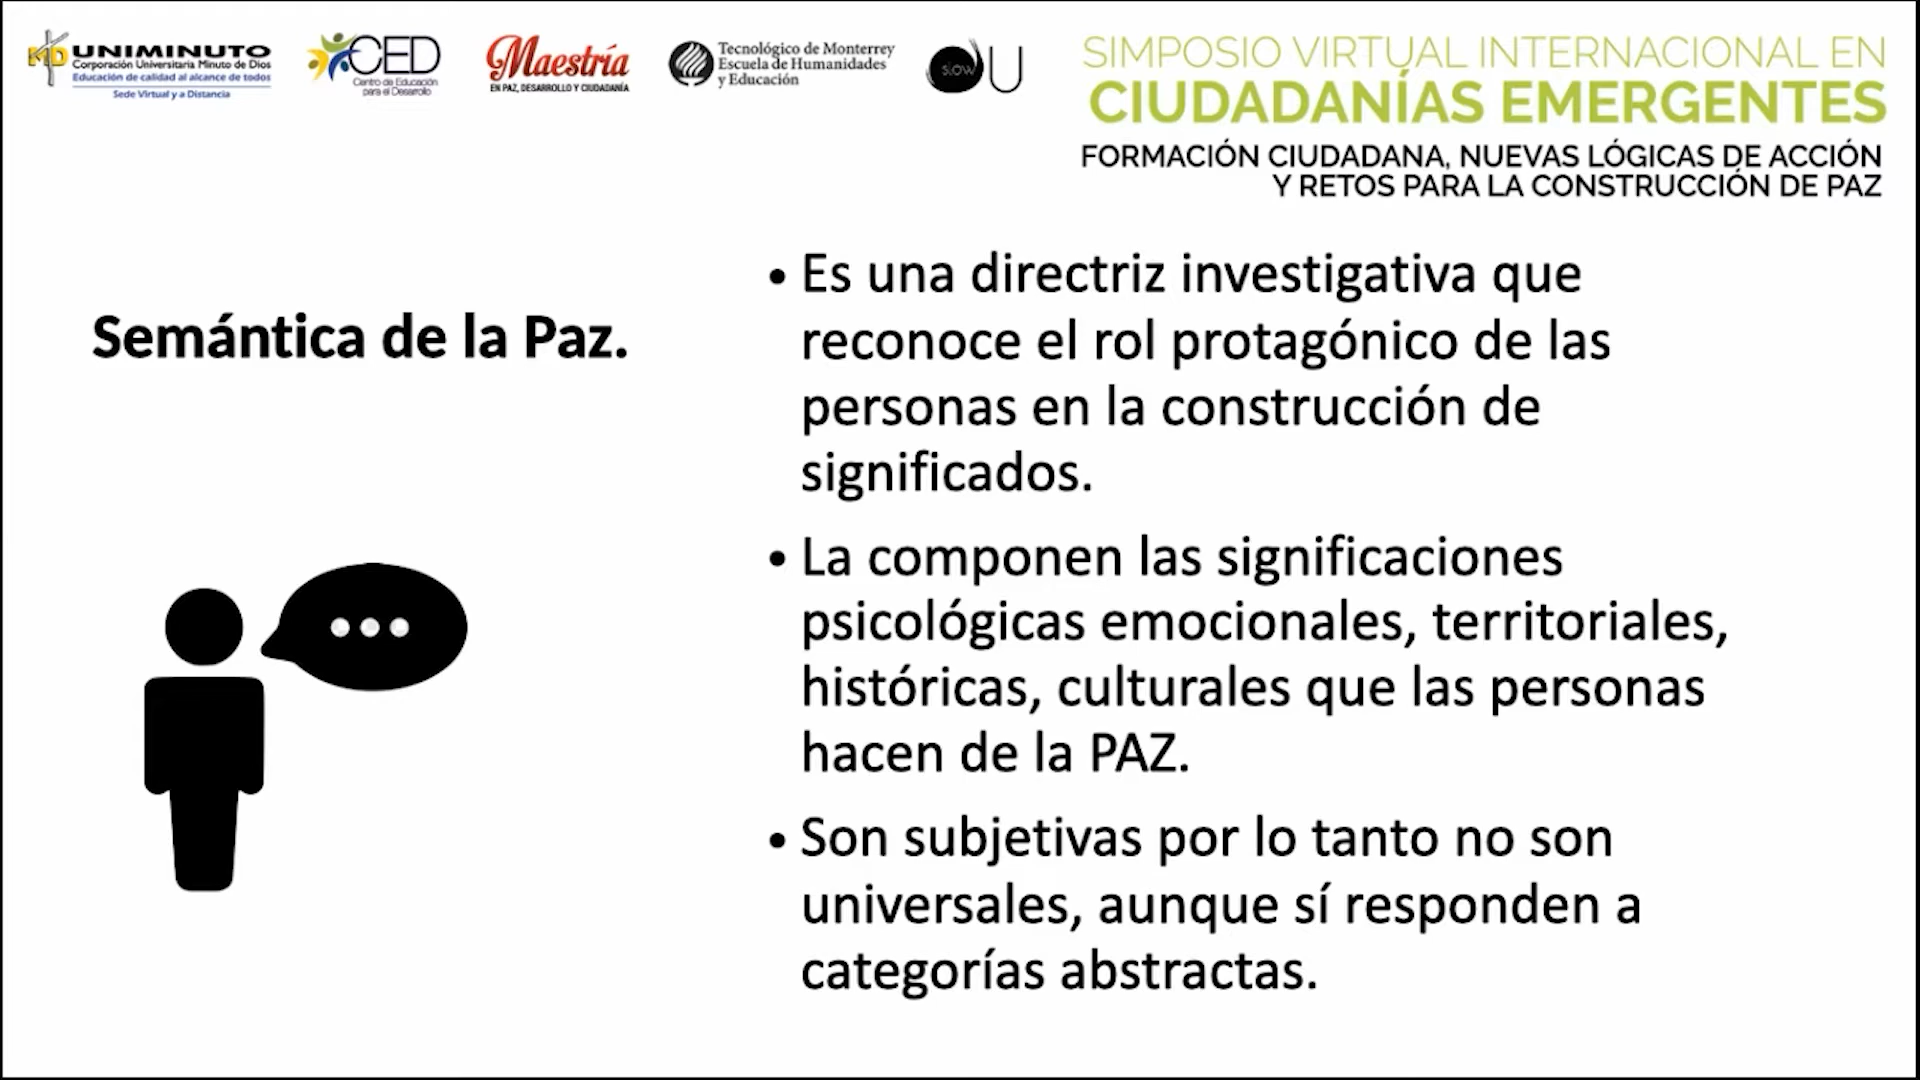 UNIMINUTO
Corporación Universitaria Minuto de Dios
Educación de calidad al alcance de todos
Sede Virtual y a Distancia
CED
Centro de Educación
para el Desarrollo
Maestría
EN PAZ, DESARROLLO Y CIUDADANÍA
Tecnológico de Monterrey
Escuela de Humanidades
y Educación
slow U
SIMPOSIO VIRTUAL INTERNACIONAL EN
CIUDADANÍAS EMERGENTES
FORMACIÓN CIUDADANA, NUEVAS LÓGICAS DE ACCIÓN
Y RETOS PARA LA CONSTRUCCIÓN DE PAZ
Semántica de la Paz.
• Es una directriz investigativa que
reconoce el rol protagónico de las
personas en la construcción de
significados.
• La componen las significaciones
psicológicas emocionales, territoriales,
históricas, culturales que las personas
hacen de la PAZ.
• Son subjetivas por lo tanto no son
universales, aunque sí responden a
categorías abstractas.